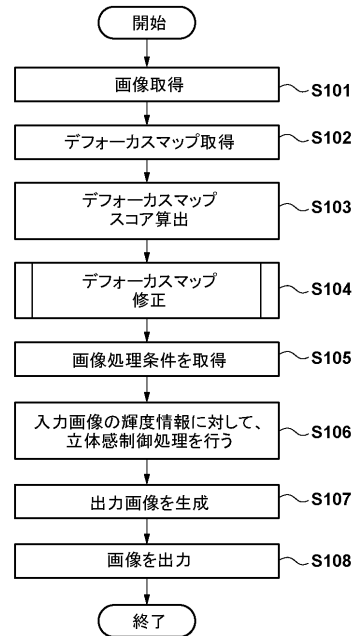 開始
画像取得
S101
デフォーカスマップ取得
S102
デフォーカスマップ
スコア算出
S103
デフォーカスマップ
修正
S104
画像処理条件を取得
S105
入力画像の輝度情報に対して、
立体感制御処理を行う
S106
出力画像を生成
S107
画像を出力
S108
終了